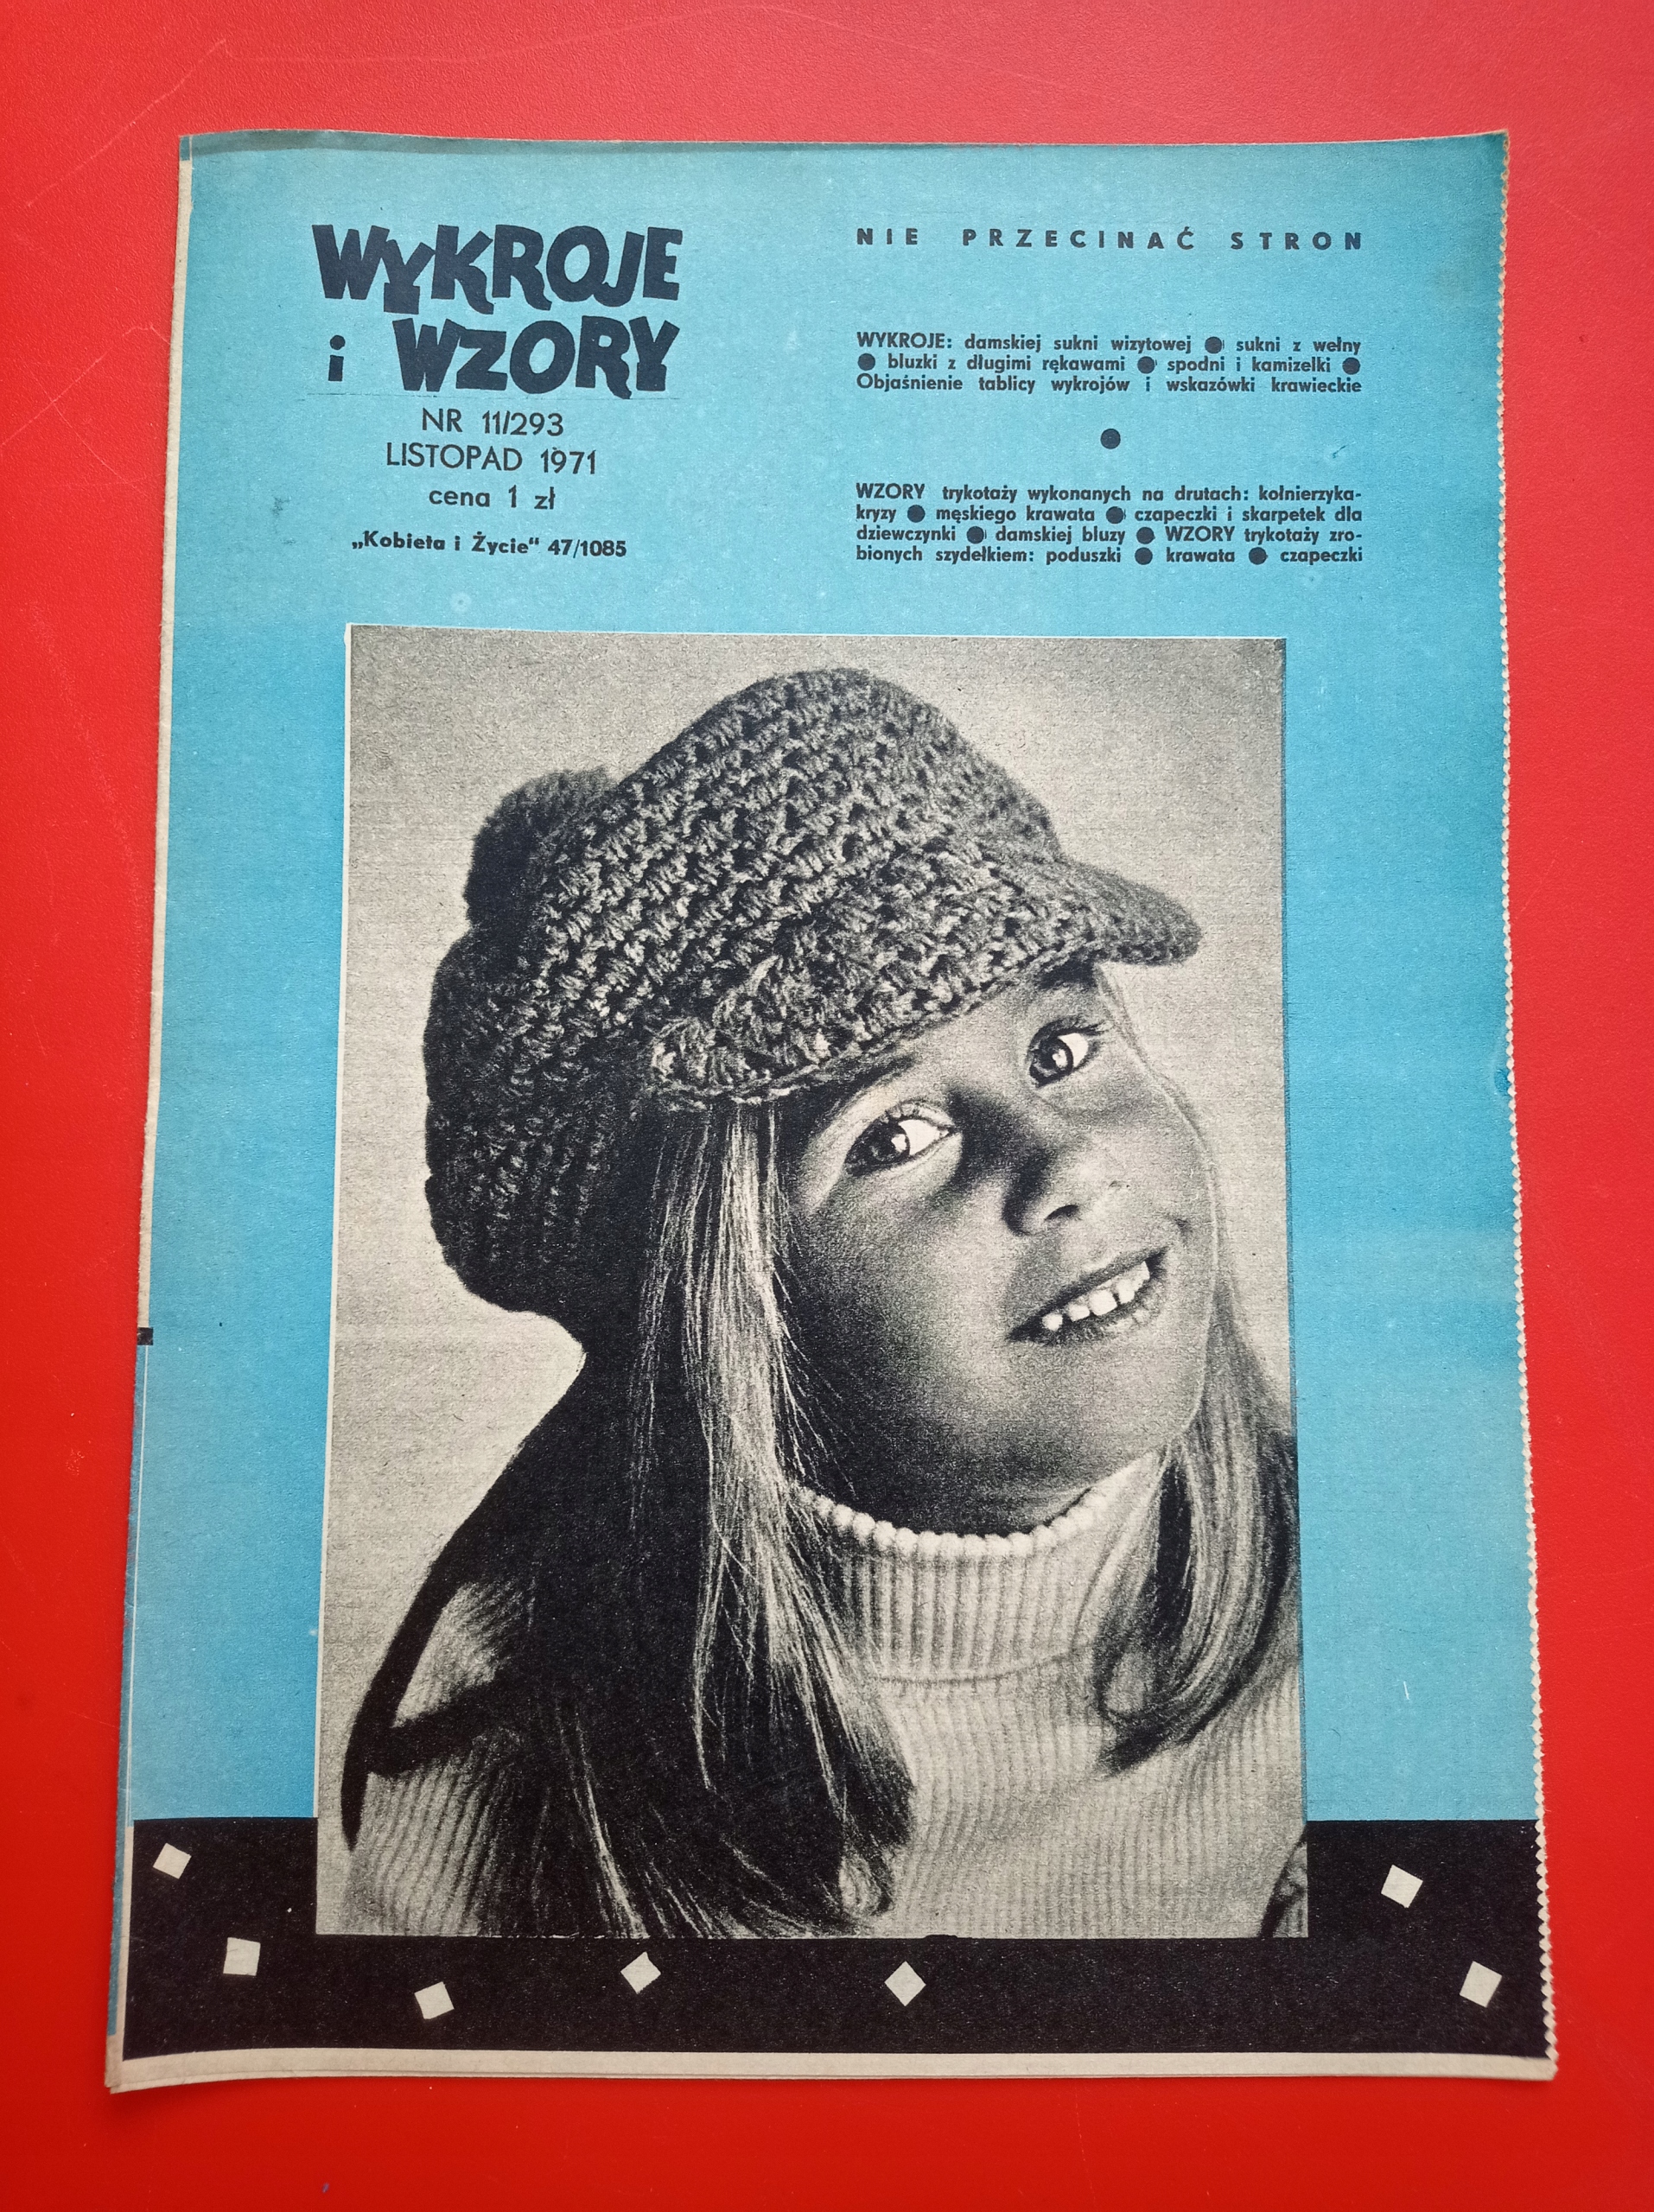 WYKROJE
i WZORY
NR 11/293
LISTOPAD 1971
cena 1 zł
„Kobieta i Życie" 47/1085
NIE PRZECINAĆ STRON
WYKROJE: damskiej sukni wizytowej ● sukni z wełny
● bluzki z długimi rękawami ● spodni i kamizelki ●
Objaśnienie tablicy wykrojów i wskazówki krawieckie
●
WZORY trykotaży wykonanych na drutach: kołnierzyka-
kryzy ● męskiego krawata ● czapeczki i skarpetek dla
dziewczynki ● damskiej bluzy ● WZORY trykotaży zro-
bionych szydełkiem: poduszki ● krawata ● czapeczki